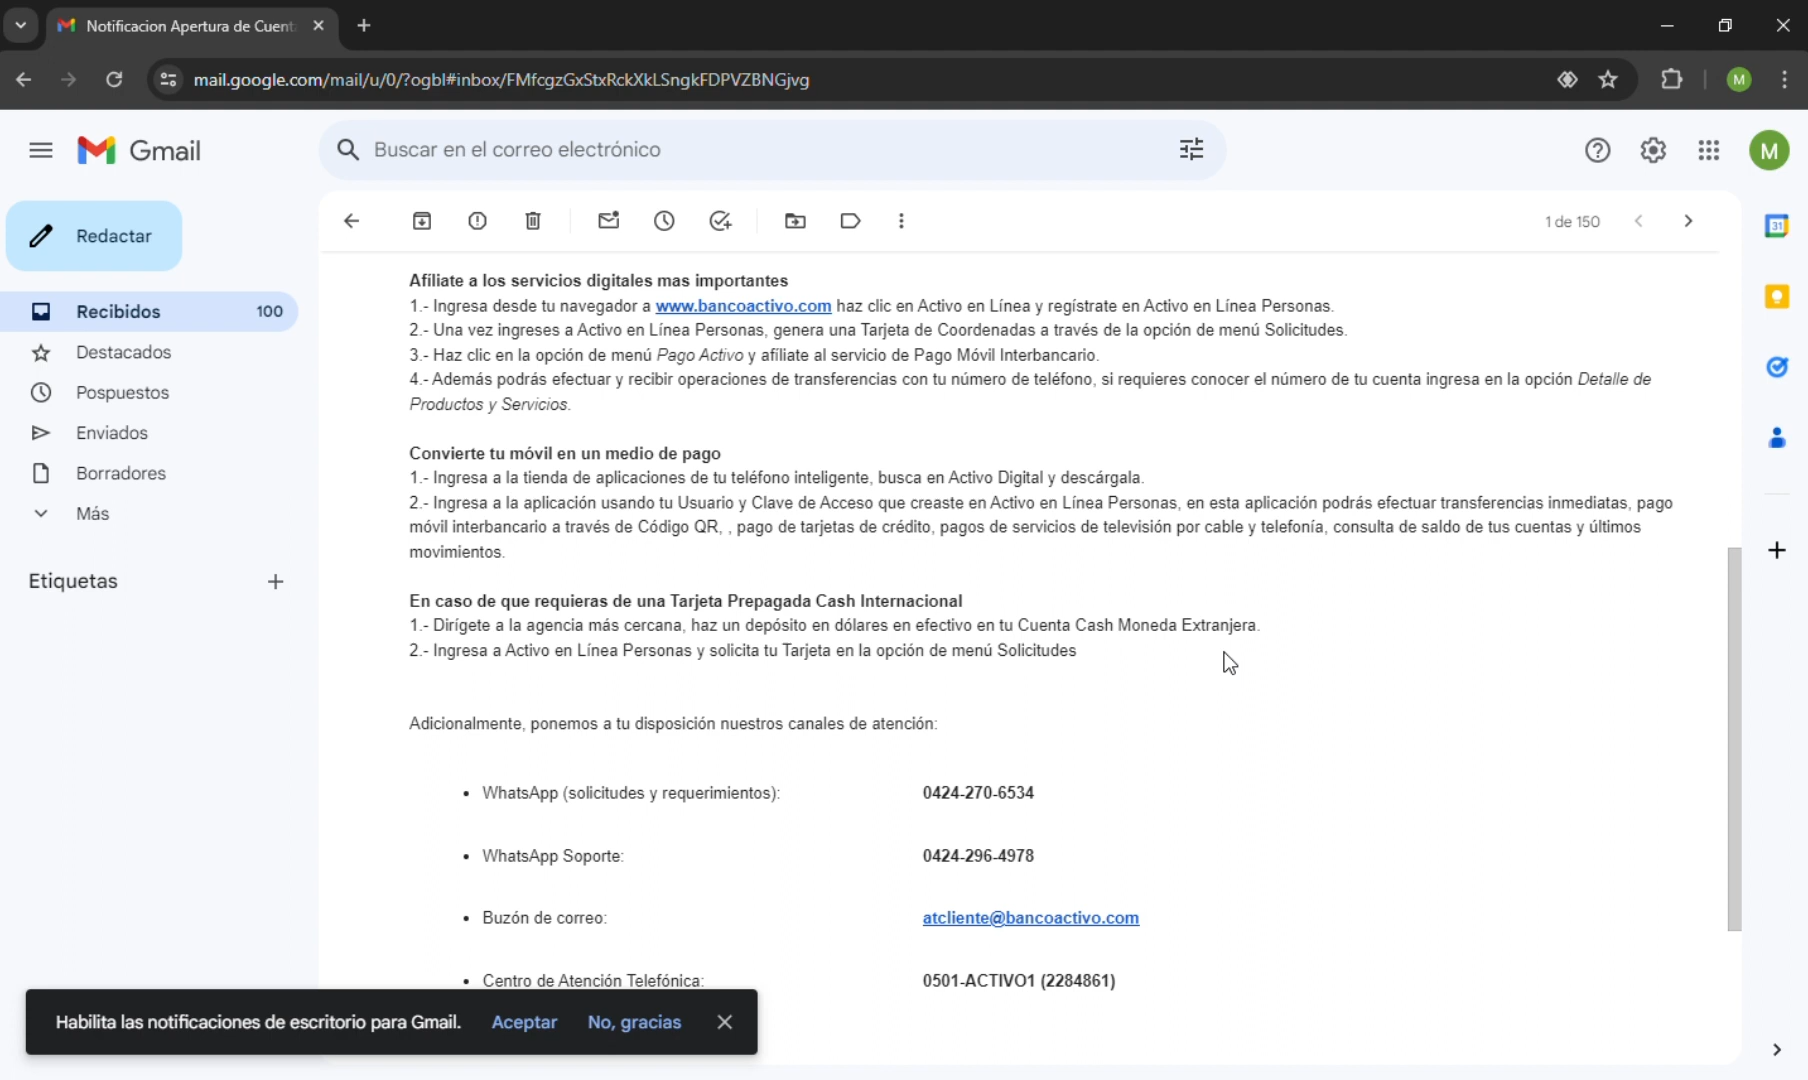 Notificacion Apertura de Cuent
mail.google.com/mail/u/0/?ogbl#inbox/FMfcgzGxStxRckXkLSngkFDPVZBNGjvg
M
Gmail
Buscar en el correo electrónico
M
Redactar
1 de 150
31
Recibidos 100
Destacados
Pospuestos
Enviados
Borradores
Más
Etiquetas
Afíliate a los servicios digitales mas importantes
1.- Ingresa desde tu navegador a www.bancoactivo.com haz clic en Activo en Línea y regístrate en Activo en Línea Personas.
2.- Una vez ingreses a Activo en Línea Personas, genera una Tarjeta de Coordenadas a través de la opción de menú Solicitudes.
3.- Haz clic en la opción de menú Pago Activo y afíliate al servicio de Pago Móvil Interbancario.
4.- Además podrás efectuar y recibir operaciones de transferencias con tu número de teléfono, si requieres conocer el número de tu cuenta ingresa en la opción Detalle de
Productos y Servicios.
Convierte tu móvil en un medio de pago
1.- Ingresa a la tienda de aplicaciones de tu teléfono inteligente, busca en Activo Digital y descárgala.
2.- Ingresa a la aplicación usando tu Usuario y Clave de Acceso que creaste en Activo en Línea Personas, en esta aplicación podrás efectuar transferencias inmediatas, pago
móvil interbancario a través de Código QR, , pago de tarjetas de crédito, pagos de servicios de televisión por cable y telefonía, consulta de saldo de tus cuentas y últimos
movimientos.
En caso de que requieras de una Tarjeta Prepagada Cash Internacional
1.- Dirígete a la agencia más cercana, haz un depósito en dólares en efectivo en tu Cuenta Cash Moneda Extranjera.
2.- Ingresa a Activo en Línea Personas y solicita tu Tarjeta en la opción de menú Solicitudes
Adicionalmente, ponemos a tu disposición nuestros canales de atención:
• WhatsApp (solicitudes y requerimientos): 0424-270-6534
• WhatsApp Soporte: 0424-296-4978
• Buzón de correo: atcliente@bancoactivo.com
• Centro de Atención Telefónica: 0501-ACTIVO1 (2284861)
Habilita las notificaciones de escritorio para Gmail. Aceptar No, gracias